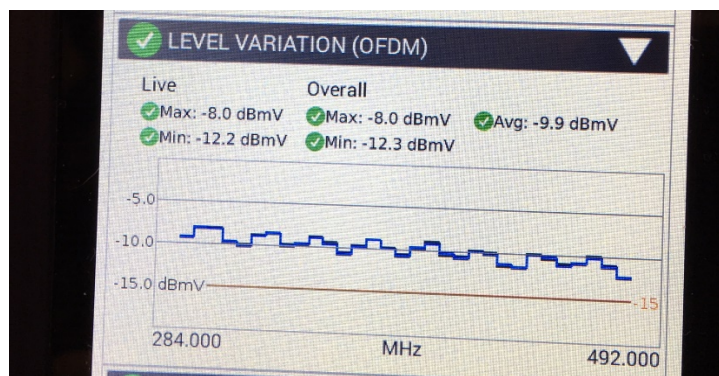 LEVEL VARIATION (OFDM)
Live Overall
Max: -8.0 dBmV Max: -8.0 dBmV Avg: -9.9 dBmV
Min: -12.2 dBmV Min: -12.3 dBmV
-5.0
-10.0
-15.0 dBmV -15
284.000 MHz 492.000